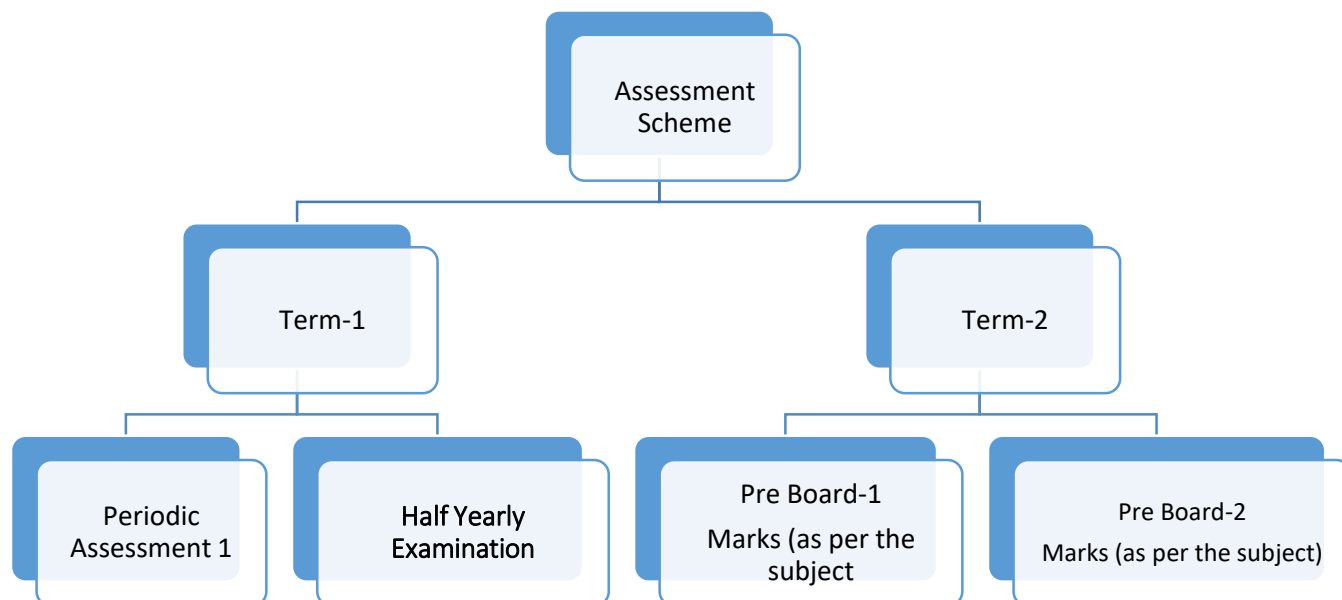 Assessment
Scheme
Term-1
Term-2
Periodic
Assessment 1
Half Yearly
Examination
Pre Board-1
Marks (as per the
subject
Pre Board-2
Marks (as per the subject)